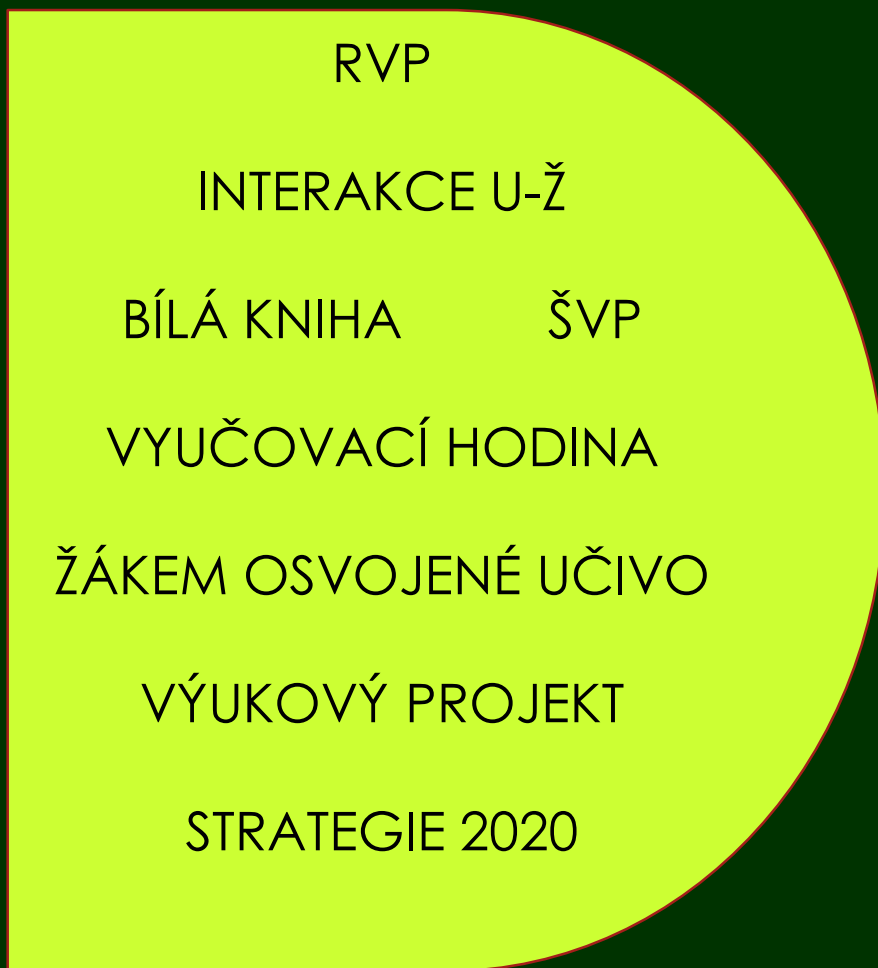 RVP
INTERAKCE U-Ž
BÍLÁ KNIHA ŠVP
VYUČOVACÍ HODINA
ŽÁKEM OSVOJENÉ UČIVO
VÝUKOVÝ PROJEKT
STRATEGIE 2020